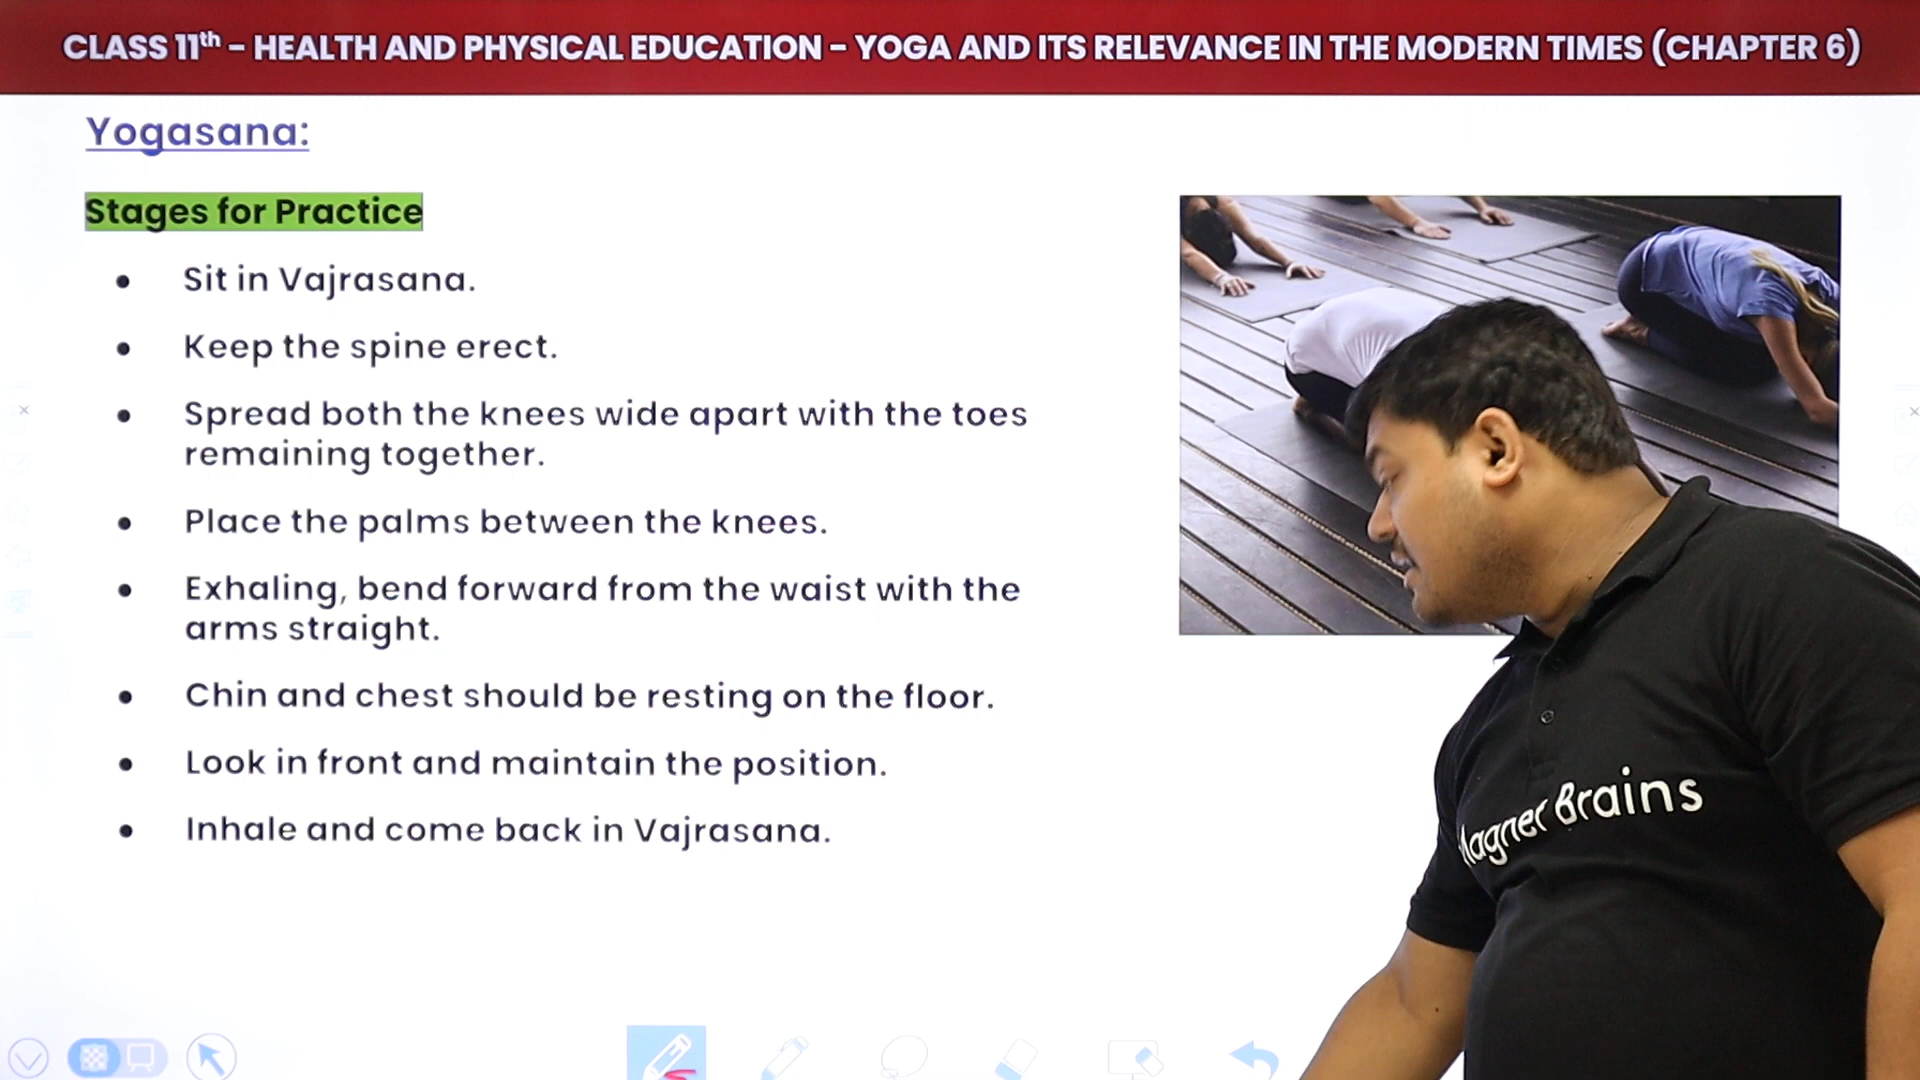 CLASS 11th – HEALTH AND PHYSICAL EDUCATION – YOGA AND ITS RELEVANCE IN THE MODERN TIMES (CHAPTER 6)
Yogasana:
Stages for Practice
• Sit in Vajrasana.
• Keep the spine erect.
• Spread both the knees wide apart with the toes
remaining together.
• Place the palms between the knees.
• Exhaling, bend forward from the waist with the
arms straight.
• Chin and chest should be resting on the floor.
• Look in front and maintain the position.
• Inhale and come back in Vajrasana.
Brains